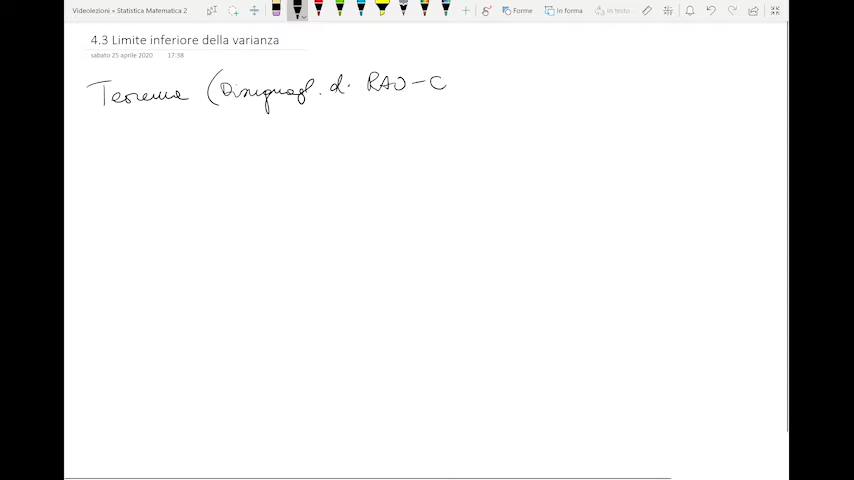 Videolezioni » Statistica Matematica 2
Forme
In forma
In testo
4.3 Limite inferiore della varianza
sabato 25 aprile 2020 17:38
Teorema (Disuguagl. di RAO-C